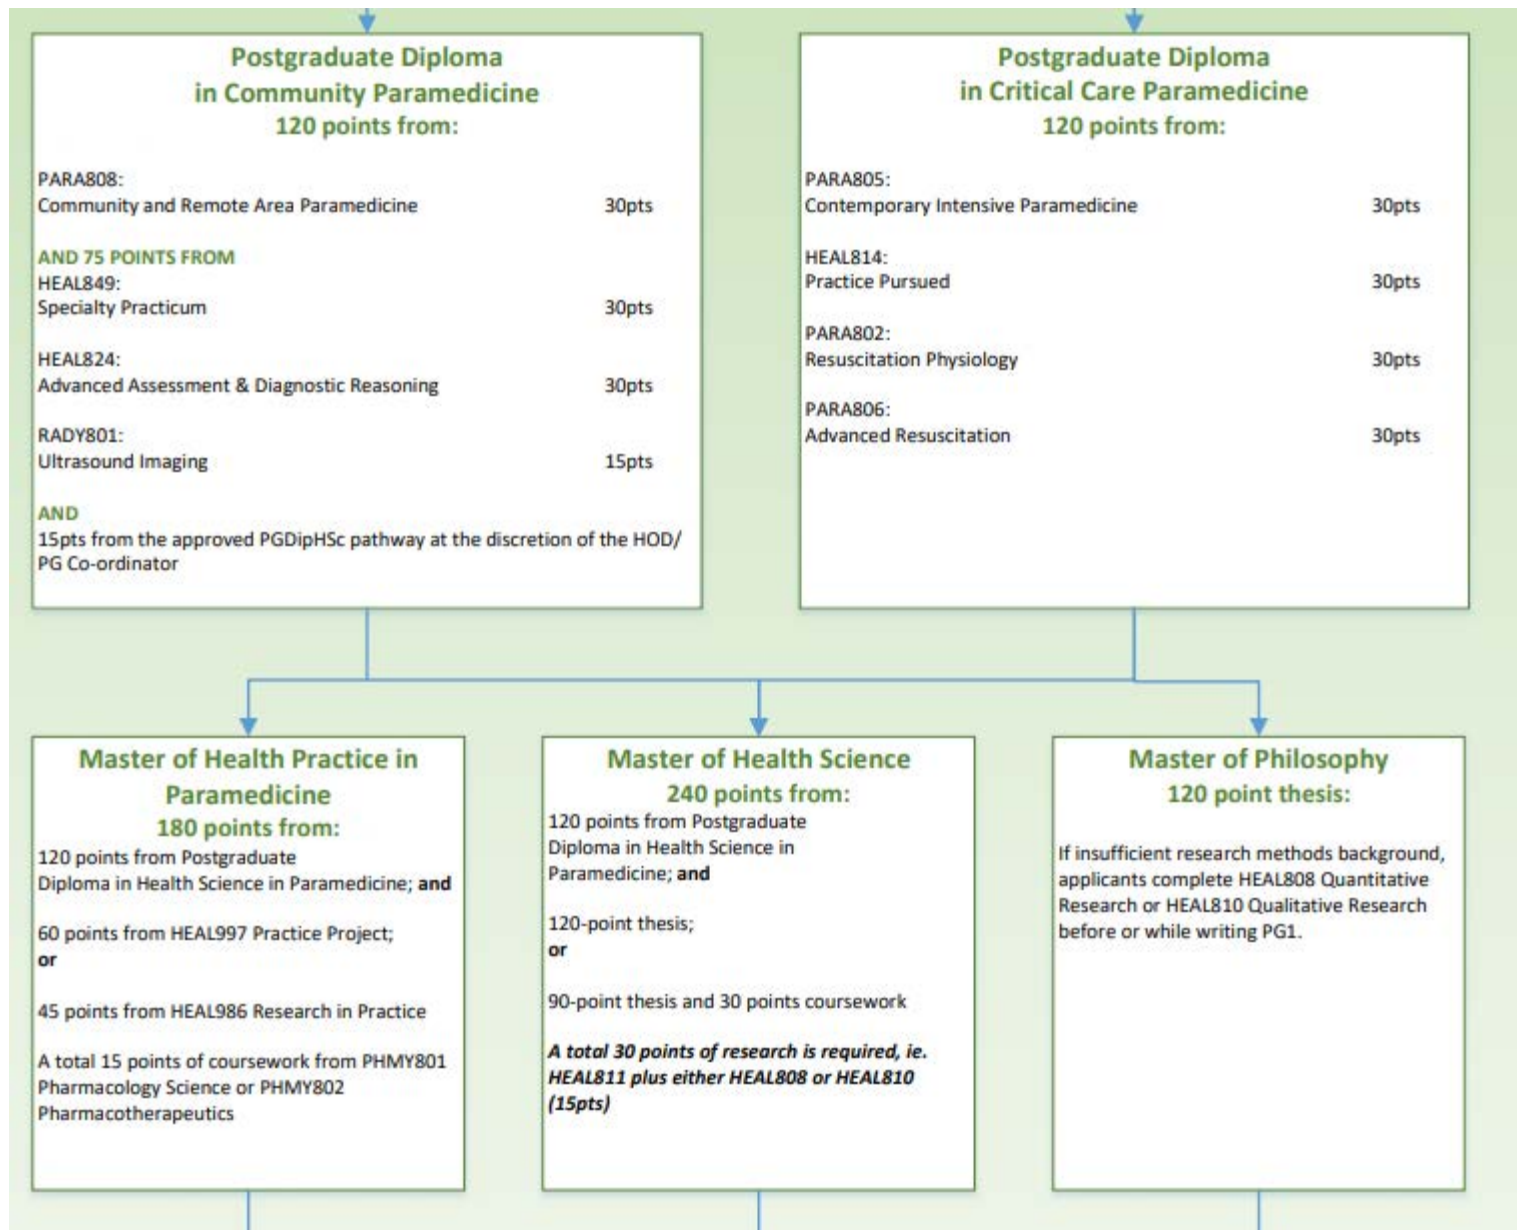 Postgraduate Diploma
in Community Paramedicine
120 points from:
PARA808:
Community and Remote Area Paramedicine 30pts
AND 75 POINTS FROM
HEAL849:
Specialty Practicum 30pts
HEAL824:
Advanced Assessment & Diagnostic Reasoning 30pts
RADY801:
Ultrasound Imaging 15pts
AND
15pts from the approved PGDipHSc pathway at the discretion of the HOD/
PG Co-ordinator
Postgraduate Diploma
in Critical Care Paramedicine
120 points from:
PARA805:
Contemporary Intensive Paramedicine 30pts
HEAL814:
Practice Pursued 30pts
PARA802:
Resuscitation Physiology 30pts
PARA806:
Advanced Resuscitation 30pts
Master of Health Practice in
Paramedicine
180 points from:
120 points from Postgraduate
Diploma in Health Science in Paramedicine; and
60 points from HEAL997 Practice Project;
or
45 points from HEAL986 Research in Practice
A total 15 points of coursework from PHMY801
Pharmacology Science or PHMY802
Pharmacotherapeutics
Master of Health Science
240 points from:
120 points from Postgraduate
Diploma in Health Science in
Paramedicine; and
120-point thesis;
or
90-point thesis and 30 points coursework
A total 30 points of research is required, ie.
HEAL811 plus either HEAL808 or HEAL810
(15pts)
Master of Philosophy
120 point thesis:
If insufficient research methods background,
applicants complete HEAL808 Quantitative
Research or HEAL810 Qualitative Research
before or while writing PG1.